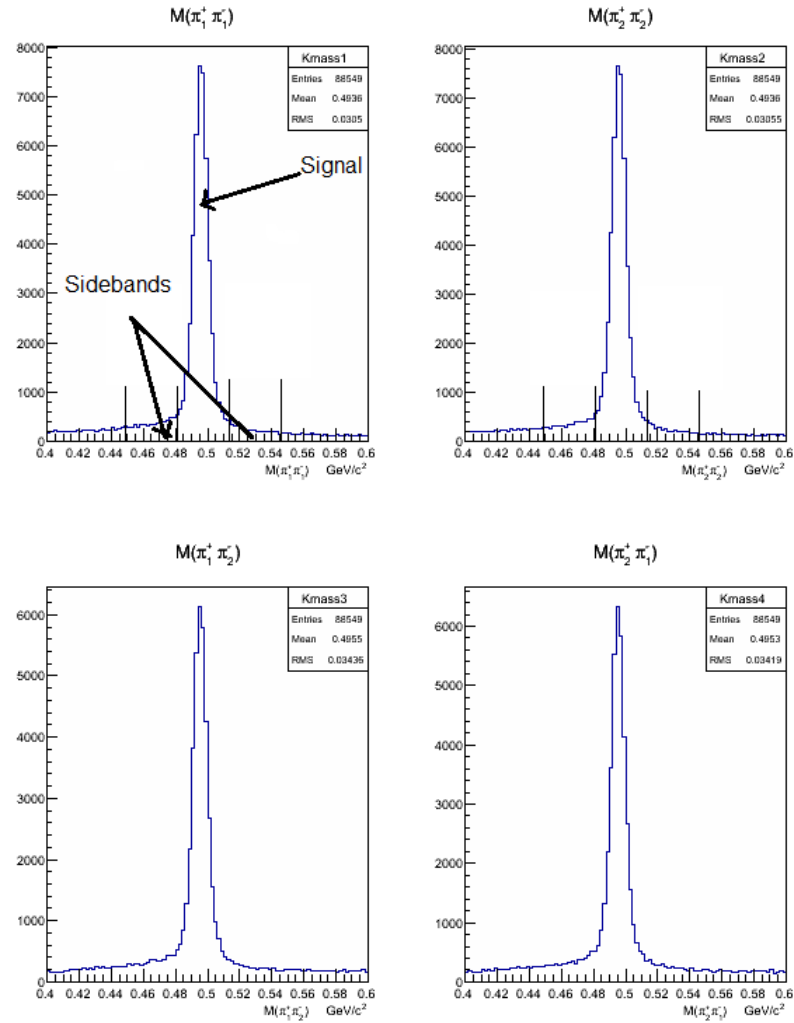 M(π₁⁺ π₁⁻)
Kmass1
Entries 88549
Mean 0.4936
RMS 0.0305
8000
7000
6000
5000
4000
3000
2000
1000
0
Signal
Sidebands
0.4 0.42 0.44 0.46 0.48 0.5 0.52 0.54 0.56 0.58 0.6
M(π₁⁺π₁⁻) GeV/c²
M(π₂⁺ π₂⁻)
Kmass2
Entries 88549
Mean 0.4936
RMS 0.03055
8000
7000
6000
5000
4000
3000
2000
1000
0
0.4 0.42 0.44 0.46 0.48 0.5 0.52 0.54 0.56 0.58 0.6
M(π₂⁺π₂⁻) GeV/c²
M(π₁⁺ π₂⁻)
Kmass3
Entries 88549
Mean 0.4955
RMS 0.03436
6000
5000
4000
3000
2000
1000
0
0.4 0.42 0.44 0.46 0.48 0.5 0.52 0.54 0.56 0.58 0.6
M(π₁⁺π₂⁻) GeV/c²
M(π₂⁺ π₁⁻)
Kmass4
Entries 88549
Mean 0.4953
RMS 0.03419
6000
5000
4000
3000
2000
1000
0
0.4 0.42 0.44 0.46 0.48 0.5 0.52 0.54 0.56 0.58 0.6
M(π₂⁺π₁⁻) GeV/c²